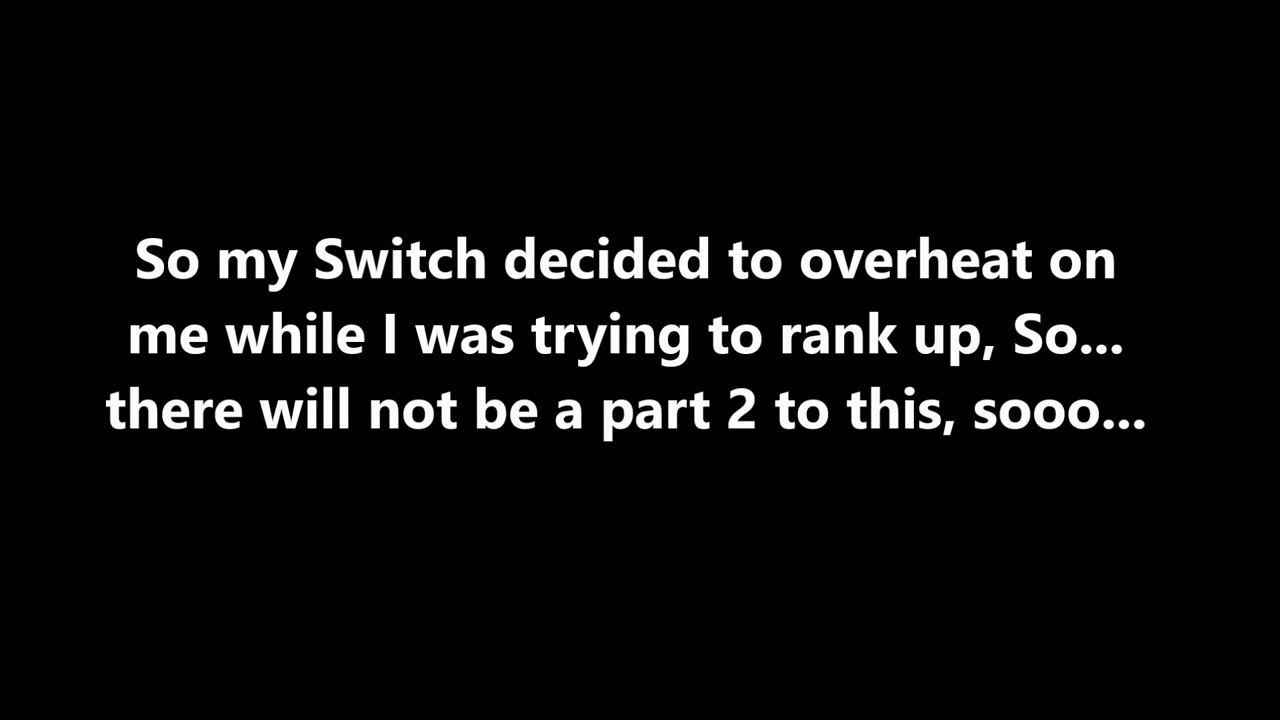 So my Switch decided to overheat on
me while I was trying to rank up, So...
there will not be a part 2 to this, sooo...